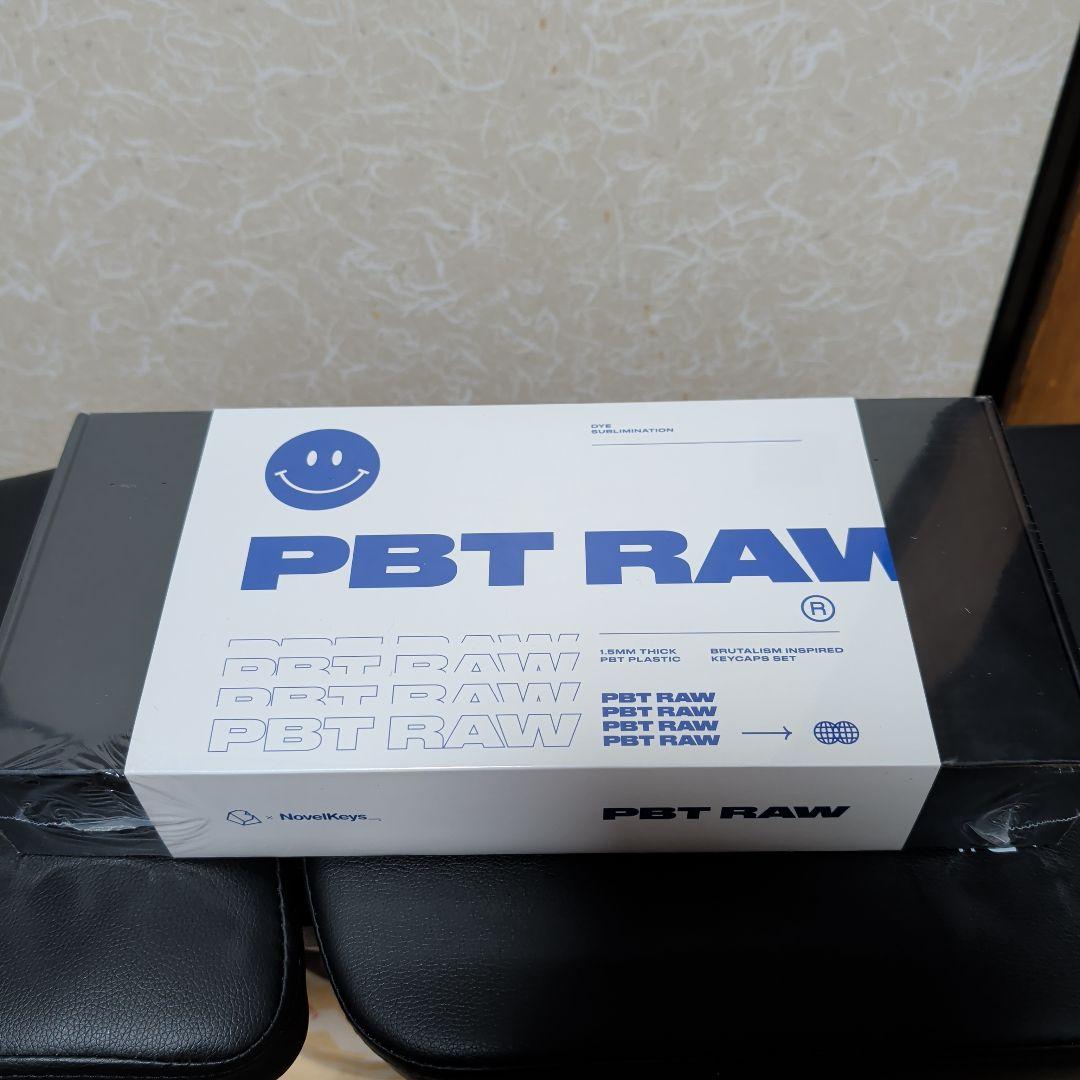 DYE
SUBLIMINATION
PBT RAW
®
PBT RAW
PBT RAW
PBT RAW
PBT RAW
1.5MM THICK
PBT PLASTIC
BRUTALISM INSPIRED
KEYCAPS SET
PBT RAW
PBT RAW
PBT RAW
PBT RAW
× NovelKeys
PBT RAW